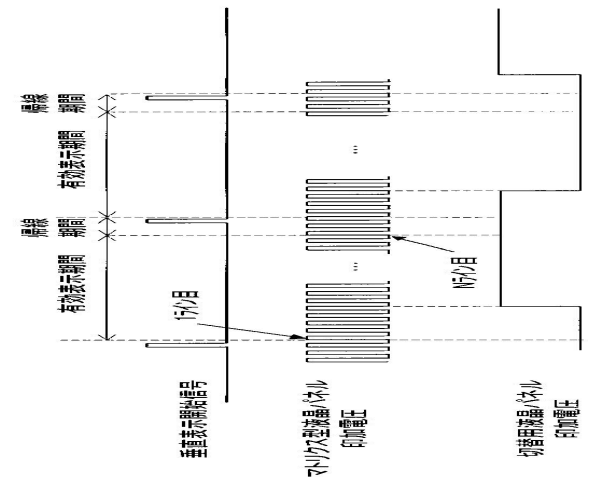 有効表示期間
帰線
期間
有効表示期間
帰線
期間
垂直表示開始信号
1ライン目
マトリクス型液晶パネル
印加電圧
…
…
Nライン目
切替用液晶パネル
印加電圧